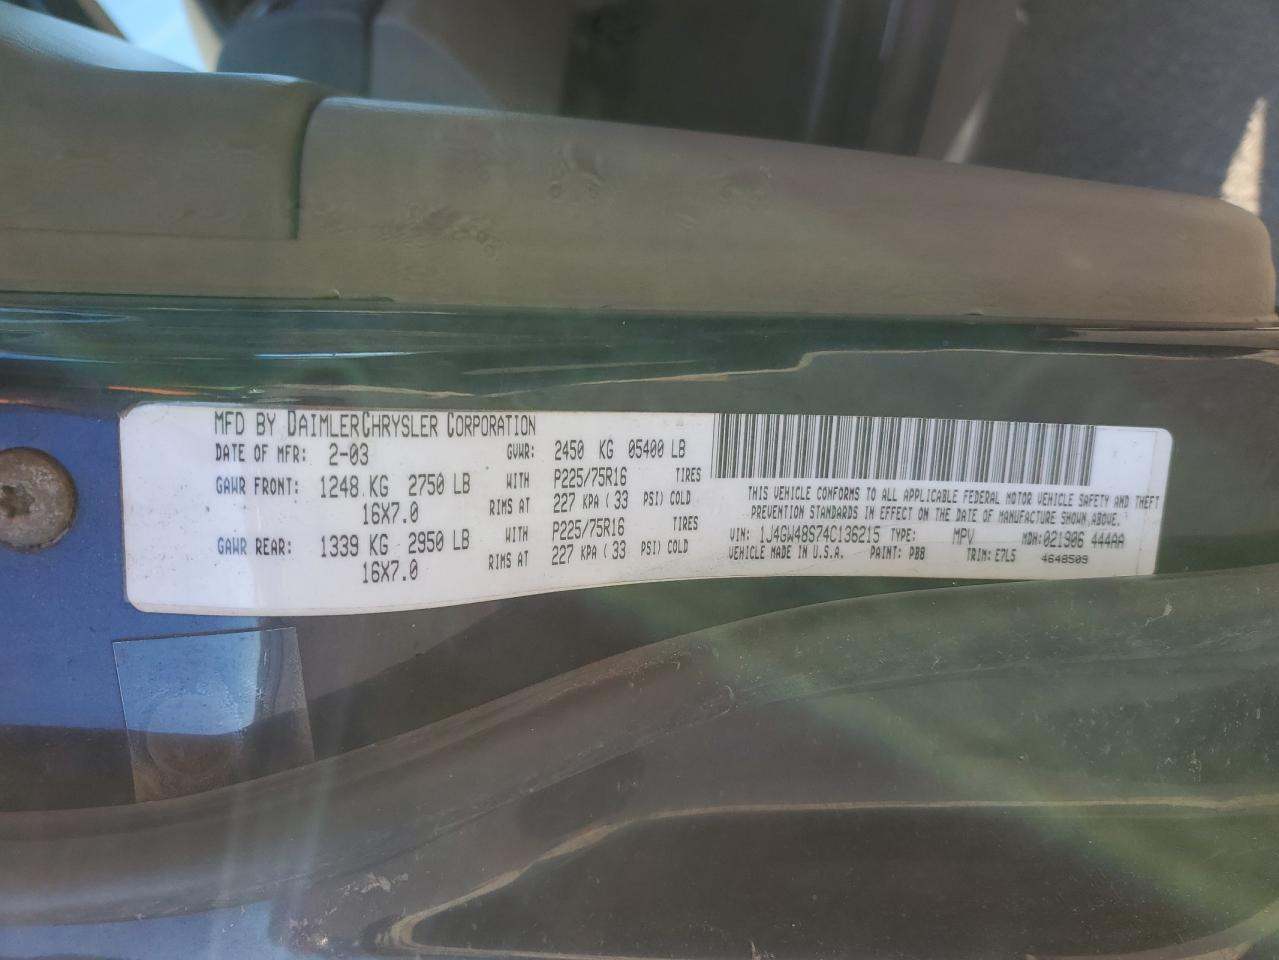 MFD BY DAIMLERCHRYSLER CORPORATION
DATE OF MFR: 2-03 GVWR: 2450 KG 05400 LB
GAWR FRONT: 1248 KG 2750 LB WITH P225/75R16 TIRES
16X7.0 RIMS AT 227 KPA ( 33 PSI) COLD
GAWR REAR: 1339 KG 2950 LB WITH P225/75R16 TIRES
16X7.0 RIMS AT 227 KPA ( 33 PSI) COLD
THIS VEHICLE CONFORMS TO ALL APPLICABLE FEDERAL MOTOR VEHICLE SAFETY AND THEFT
PREVENTION STANDARDS IN EFFECT ON THE DATE OF MANUFACTURE SHOWN ABOVE.
VIN: 1J4GW48S74C136215 TYPE: MPV MDH: 021906 444AA
VEHICLE MADE IN U.S.A. PAINT: PBB TRIM: E7L5 4648509